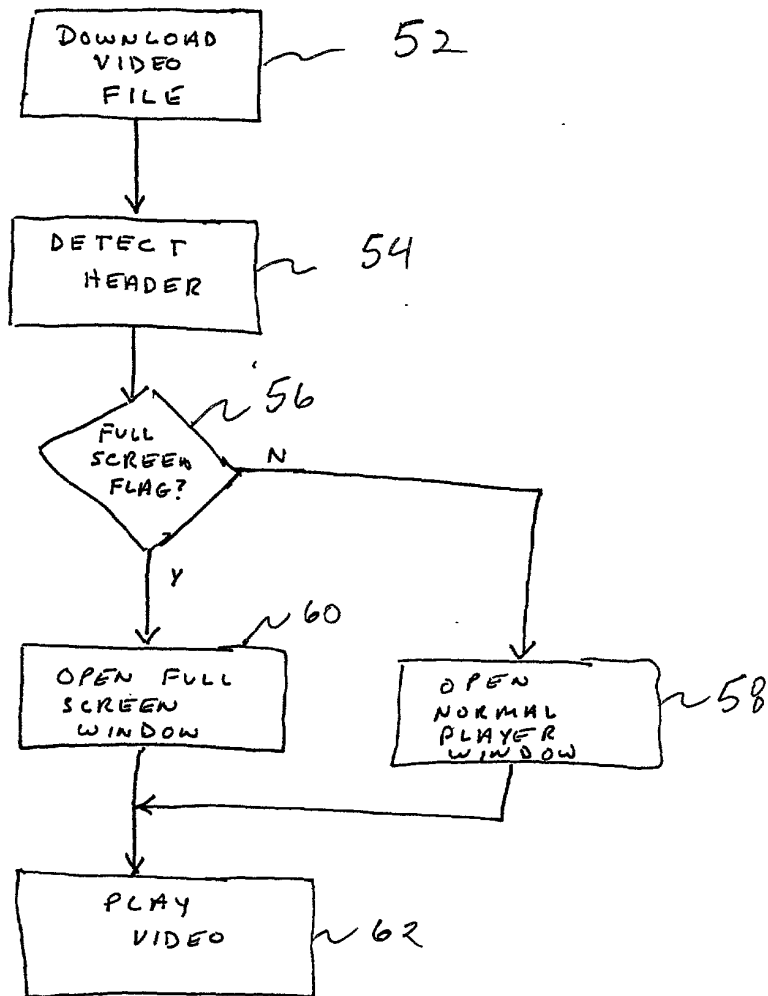 DOWNLOAD
VIDEO
FILE
52
DETECT
HEADER
54
56
FULL
SCREEN
FLAG?
N
Y
60
OPEN FULL
SCREEN
WINDOW
OPEN
NORMAL
PLAYER
WINDOW
58
PLAY
VIDEO
62